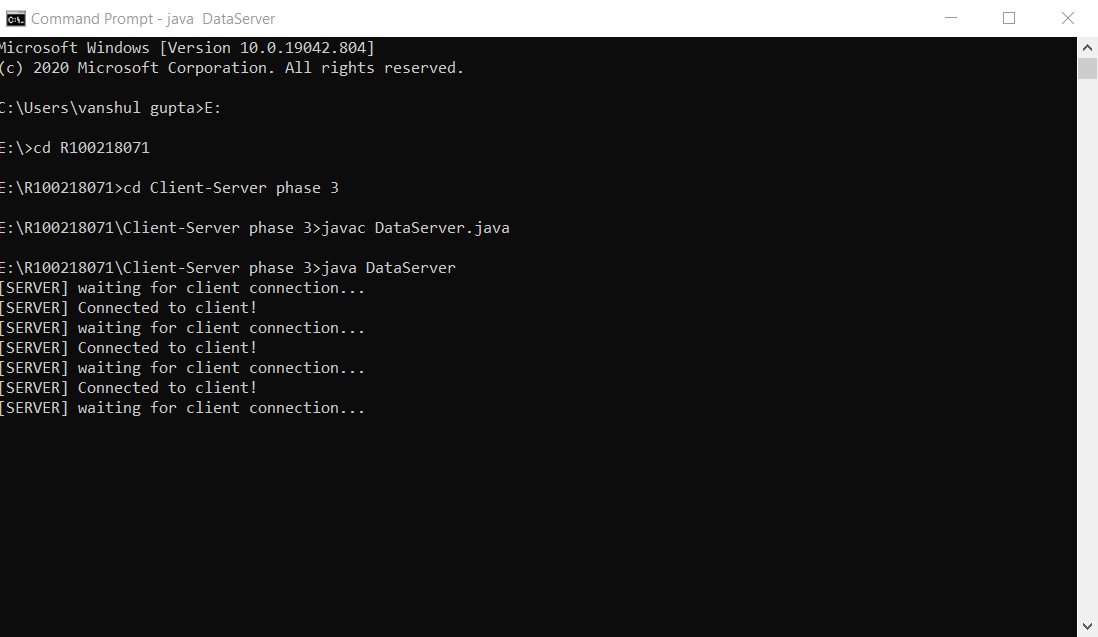 Command Prompt - java  DataServer
Microsoft Windows [Version 10.0.19042.804]
(c) 2020 Microsoft Corporation. All rights reserved.
C:\Users\vanshul gupta>E:
E:\>cd R100218071
E:\R100218071>cd Client-Server phase 3
E:\R100218071\Client-Server phase 3>javac DataServer.java
E:\R100218071\Client-Server phase 3>java DataServer
[SERVER] waiting for client connection...
[SERVER] Connected to client!
[SERVER] waiting for client connection...
[SERVER] Connected to client!
[SERVER] waiting for client connection...
[SERVER] Connected to client!
[SERVER] waiting for client connection...